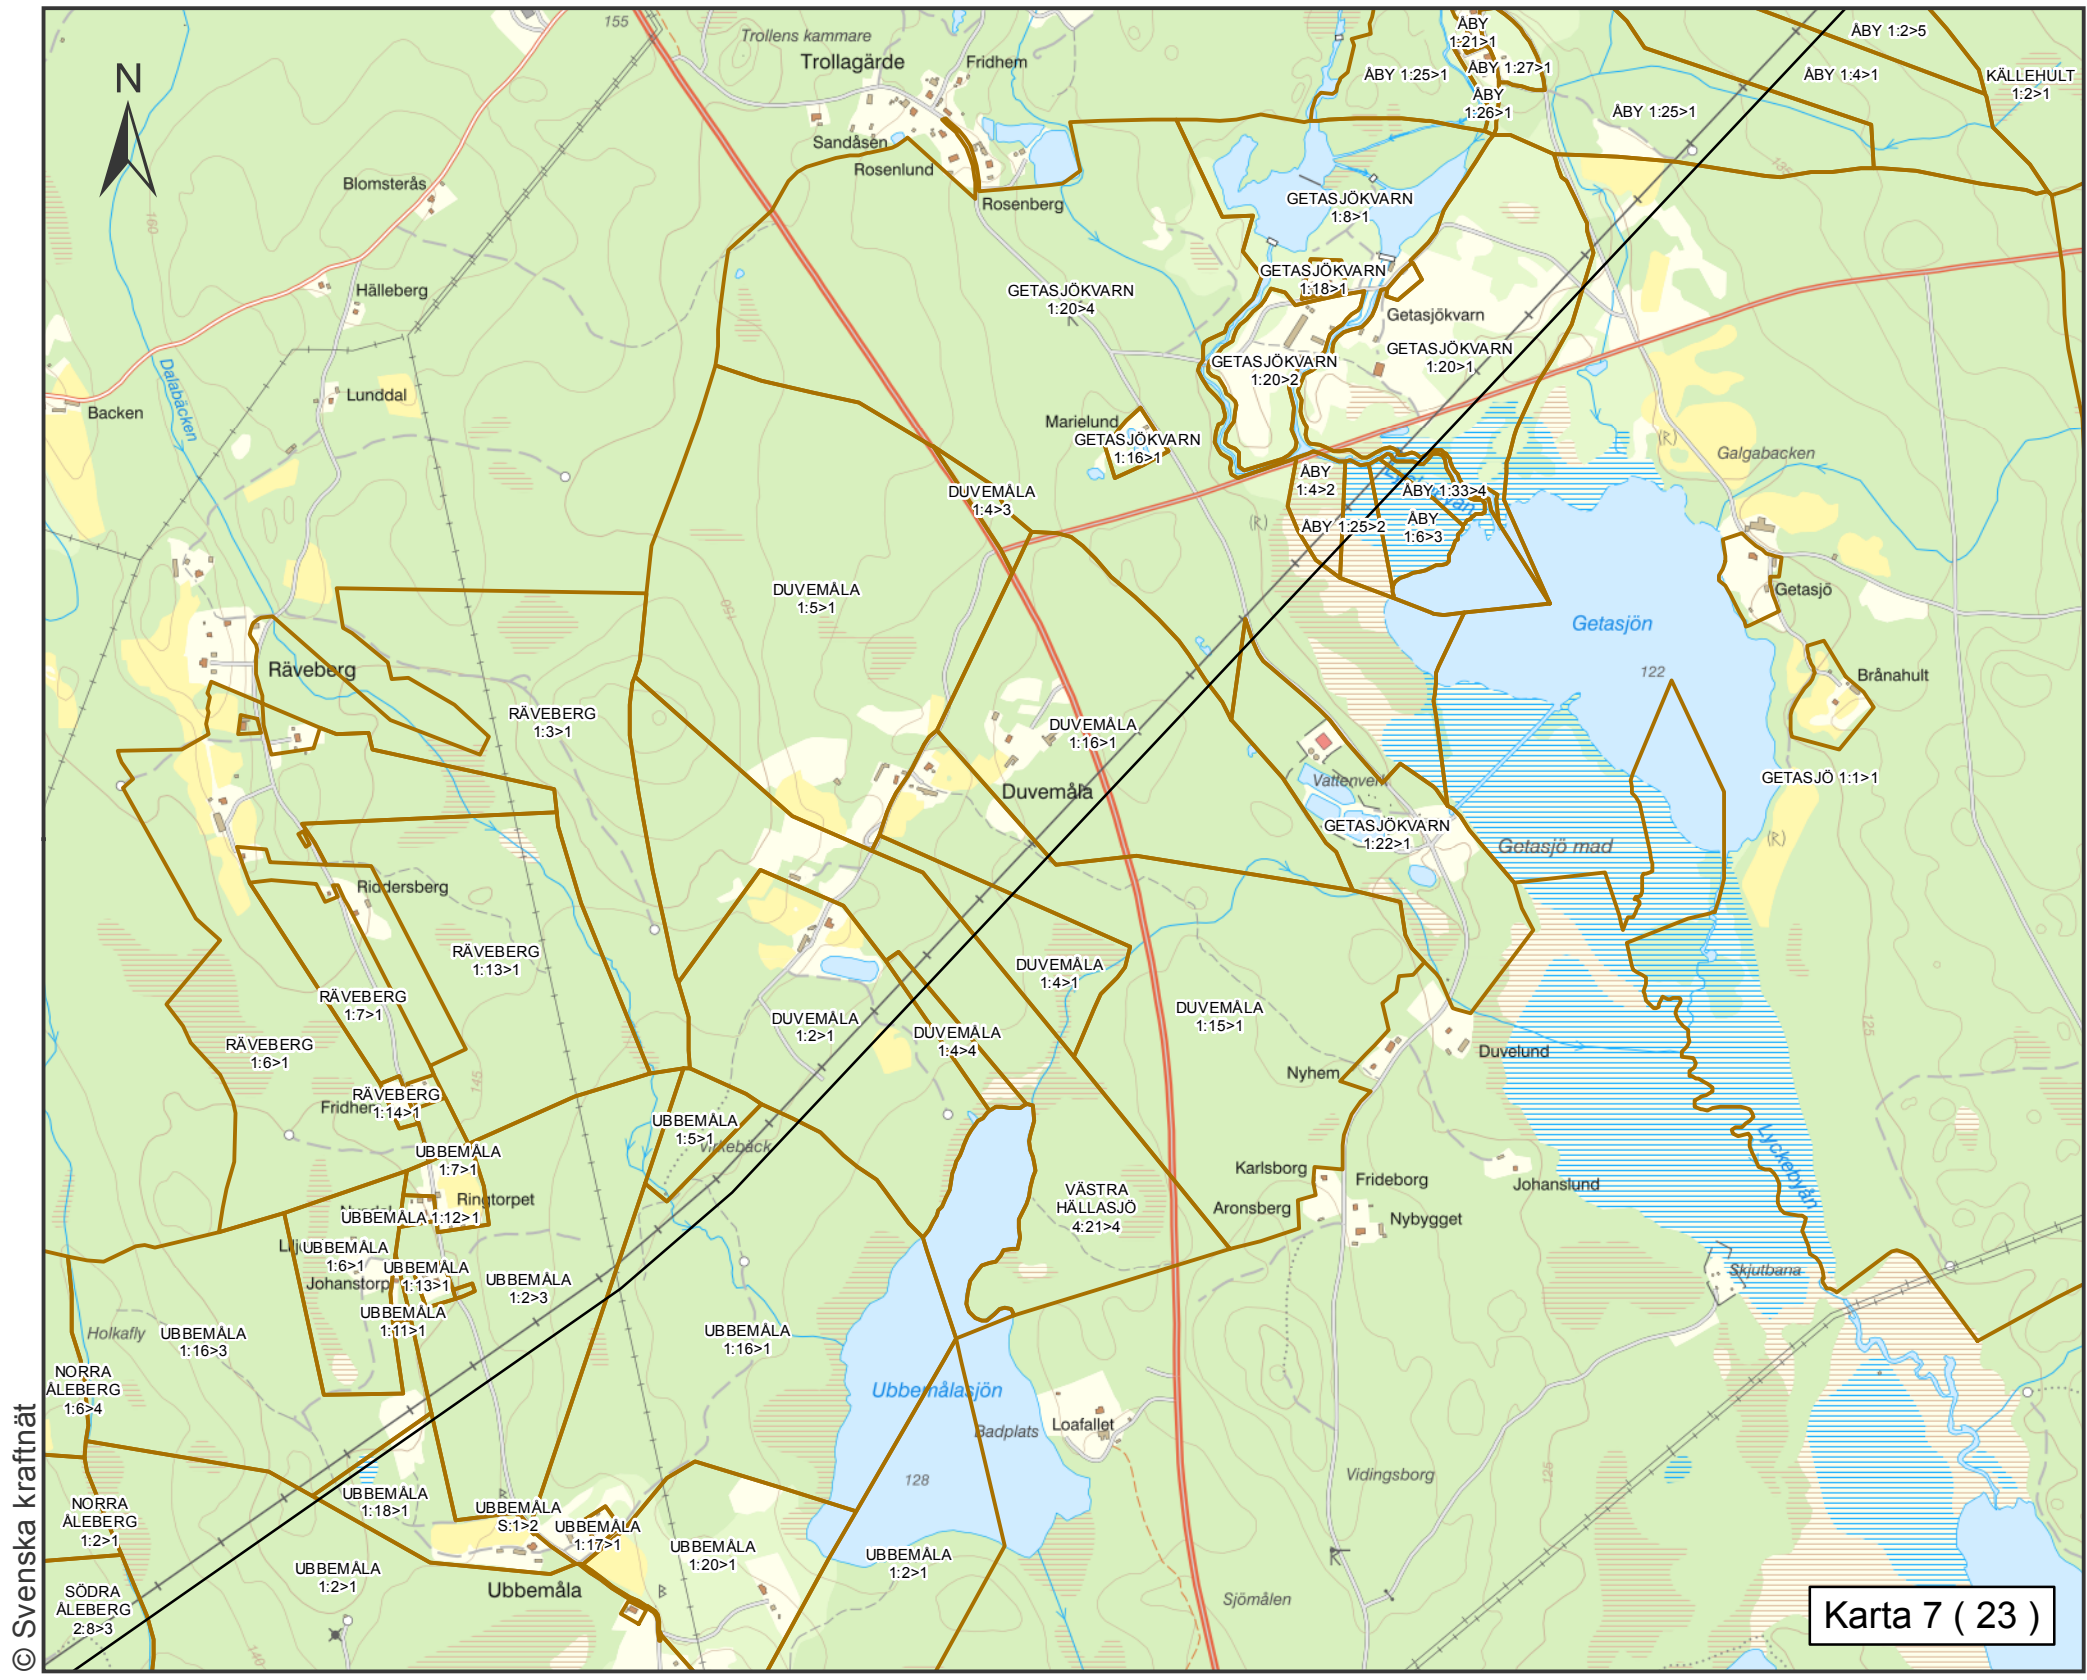 155
Trollens kammare
Trollagärde
Fridhem
ÅBY
1:21>1
ÅBY 1:2>5
ÅBY 1:25>1
ÅBY 1:27>1
ÅBY 1:4>1
KÄLLEHULT
1:2>1
N
ÅBY
1:26>1
ÅBY 1:25>1
Sandåsen
Rosenlund
135
Blomsterås
Rosenberg
GETASJÖKVARN
1:8>1
160
Hälleberg
GETASJÖKVARN
1:20>4
GETASJÖKVARN
1:18>1
Getasjökvarn
GETASJÖKVARN
1:20>2
GETASJÖKVARN
1:20>1
Dalabäcken
Lunddal
Backen
Marielund
GETASJÖKVARN
1:16>1
(R)
Galgabacken
DUVEMÅLA
1:4>3
ÅBY
1:4>2
ÅBY 1:33>4
(R)
ÅBY 1:25>2
ÅBY
1:6>3
DUVEMÅLA
1:5>1
150
Getasjö
Getasjön
122
Räveberg
Brånahult
RÄVEBERG
1:3>1
DUVEMÅLA
1:16>1
Vattenverk
GETASJÖ 1:1>1
Duvemåla
GETASJÖKVARN
1:22>1
Getasjö mad
(R)
Riddersberg
RÄVEBERG
1:13>1
DUVEMÅLA
1:4>1
RÄVEBERG
1:7>1
DUVEMÅLA
1:2>1
DUVEMÅLA
1:4>4
DUVEMÅLA
1:15>1
125
RÄVEBERG
1:6>1
Duvelund
Nyhem
145
RÄVEBERG
1:14>1
UBBEMÅLA
1:5>1
Lyckebyån
UBBEMÅLA
1:7>1
Karlsborg
Frideborg
Johanslund
Ringtorpet
VÄSTRA
HÄLLASJÖ
4:21>4
Aronsberg
Nybygget
UBBEMÅLA 1:12>1
UBBEMÅLA
1:6>1
UBBEMÅLA
1:13>1
Johanstorp
UBBEMÅLA
1:2>3
Skjutbana
UBBEMÅLA
1:11>1
Holkafly
UBBEMÅLA
1:16>3
UBBEMÅLA
1:16>1
NORRA
ÅLEBERG
1:6>4
Ubbemålasjön
Badplats
Loafallet
128
Vidingsborg
125
UBBEMÅLA
1:18>1
NORRA
ÅLEBERG
1:2>1
UBBEMÅLA
S:1>2
UBBEMÅLA
1:17>1
UBBEMÅLA
1:20>1
UBBEMÅLA
1:2>1
UBBEMÅLA
1:2>1
Ubbemåla
SÖDRA
ÅLEBERG
2:8>3
Sjömålen
140
Karta 7 ( 23 )
© Svenska kraftnät